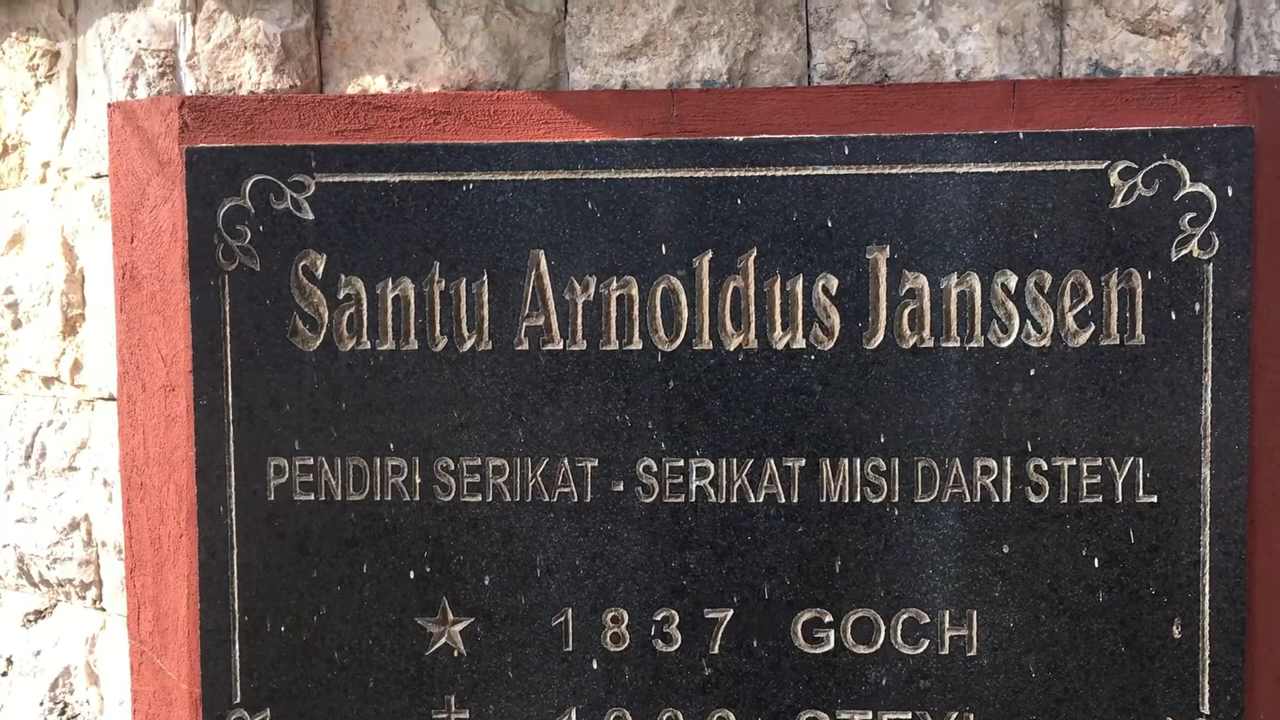 Santu Arnoldus Janssen
PENDIRI SERIKAT - SERIKAT MISI DARI STEYL
★ 1837 GOCH